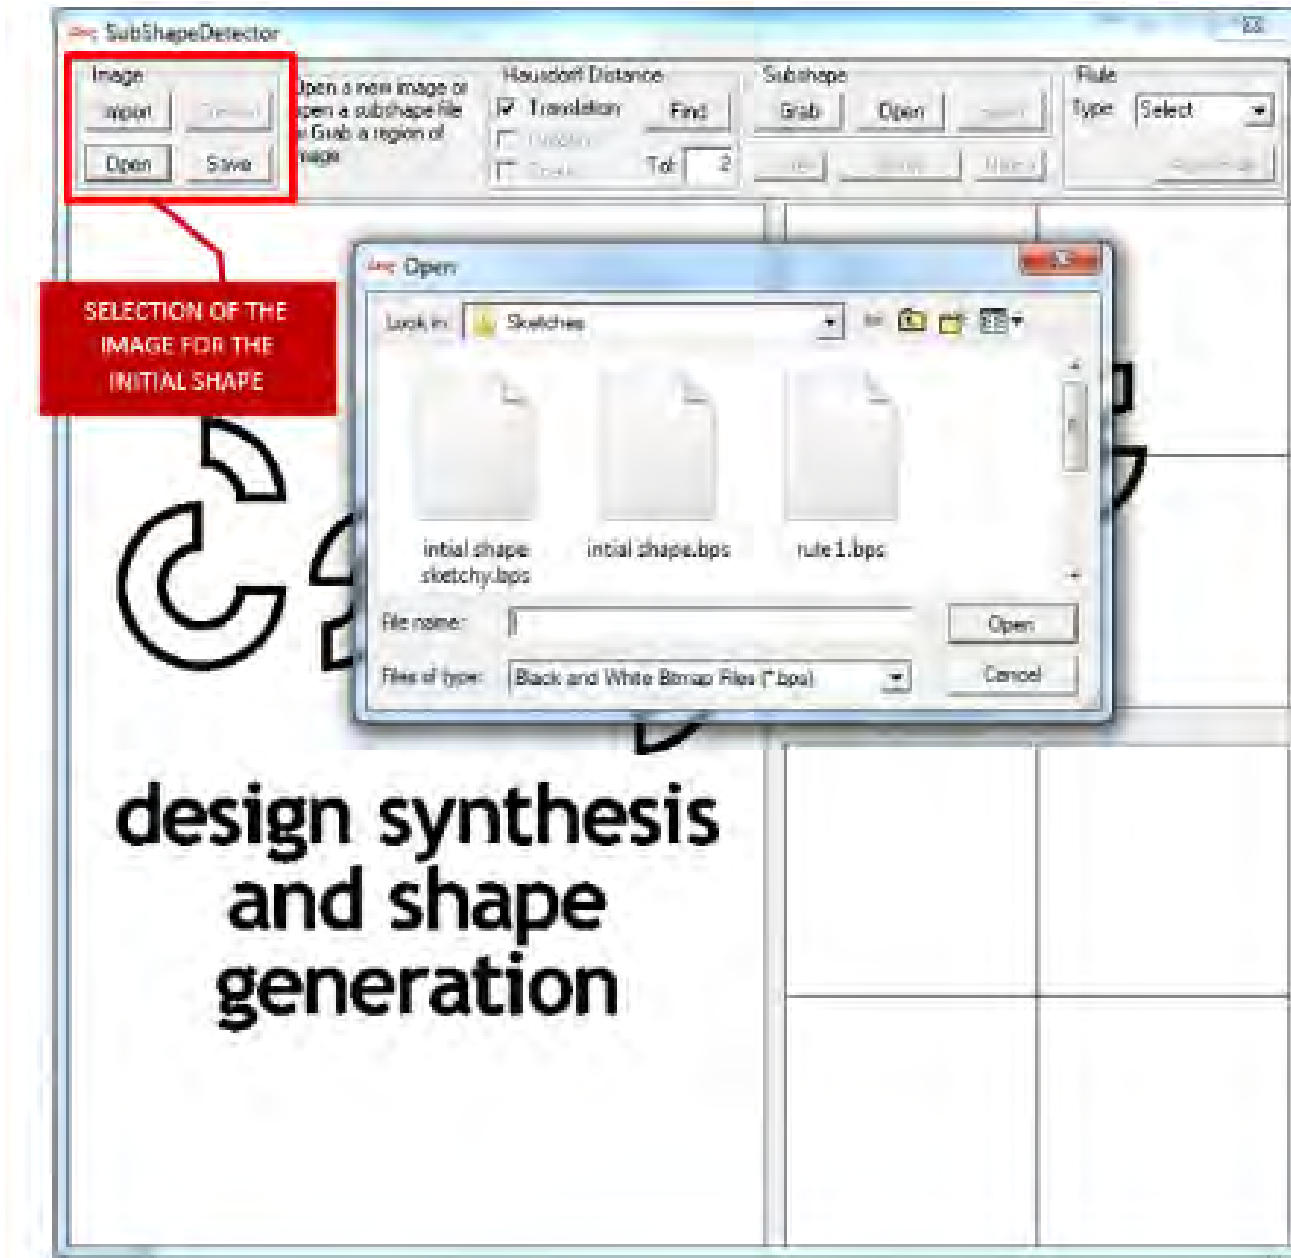 SubShapeDetector
Image
Import
Open
Save
Open a new image or
open a subshape file
or Grab a region of
image
Hausdorf Distance
Translation
Find
Tol:
2
Subshape
Grab
Open
Rule
Type:
Select
SELECTION OF THE
IMAGE FOR THE
INITIAL SHAPE
Open
Look in:
Sketches
intial shape
sketchy.bps
intial shape.bps
rule 1.bps
File name:
Open
Files of type:
Black and White Bitmap Files (*.bps)
Cancel
design synthesis
and shape
generation